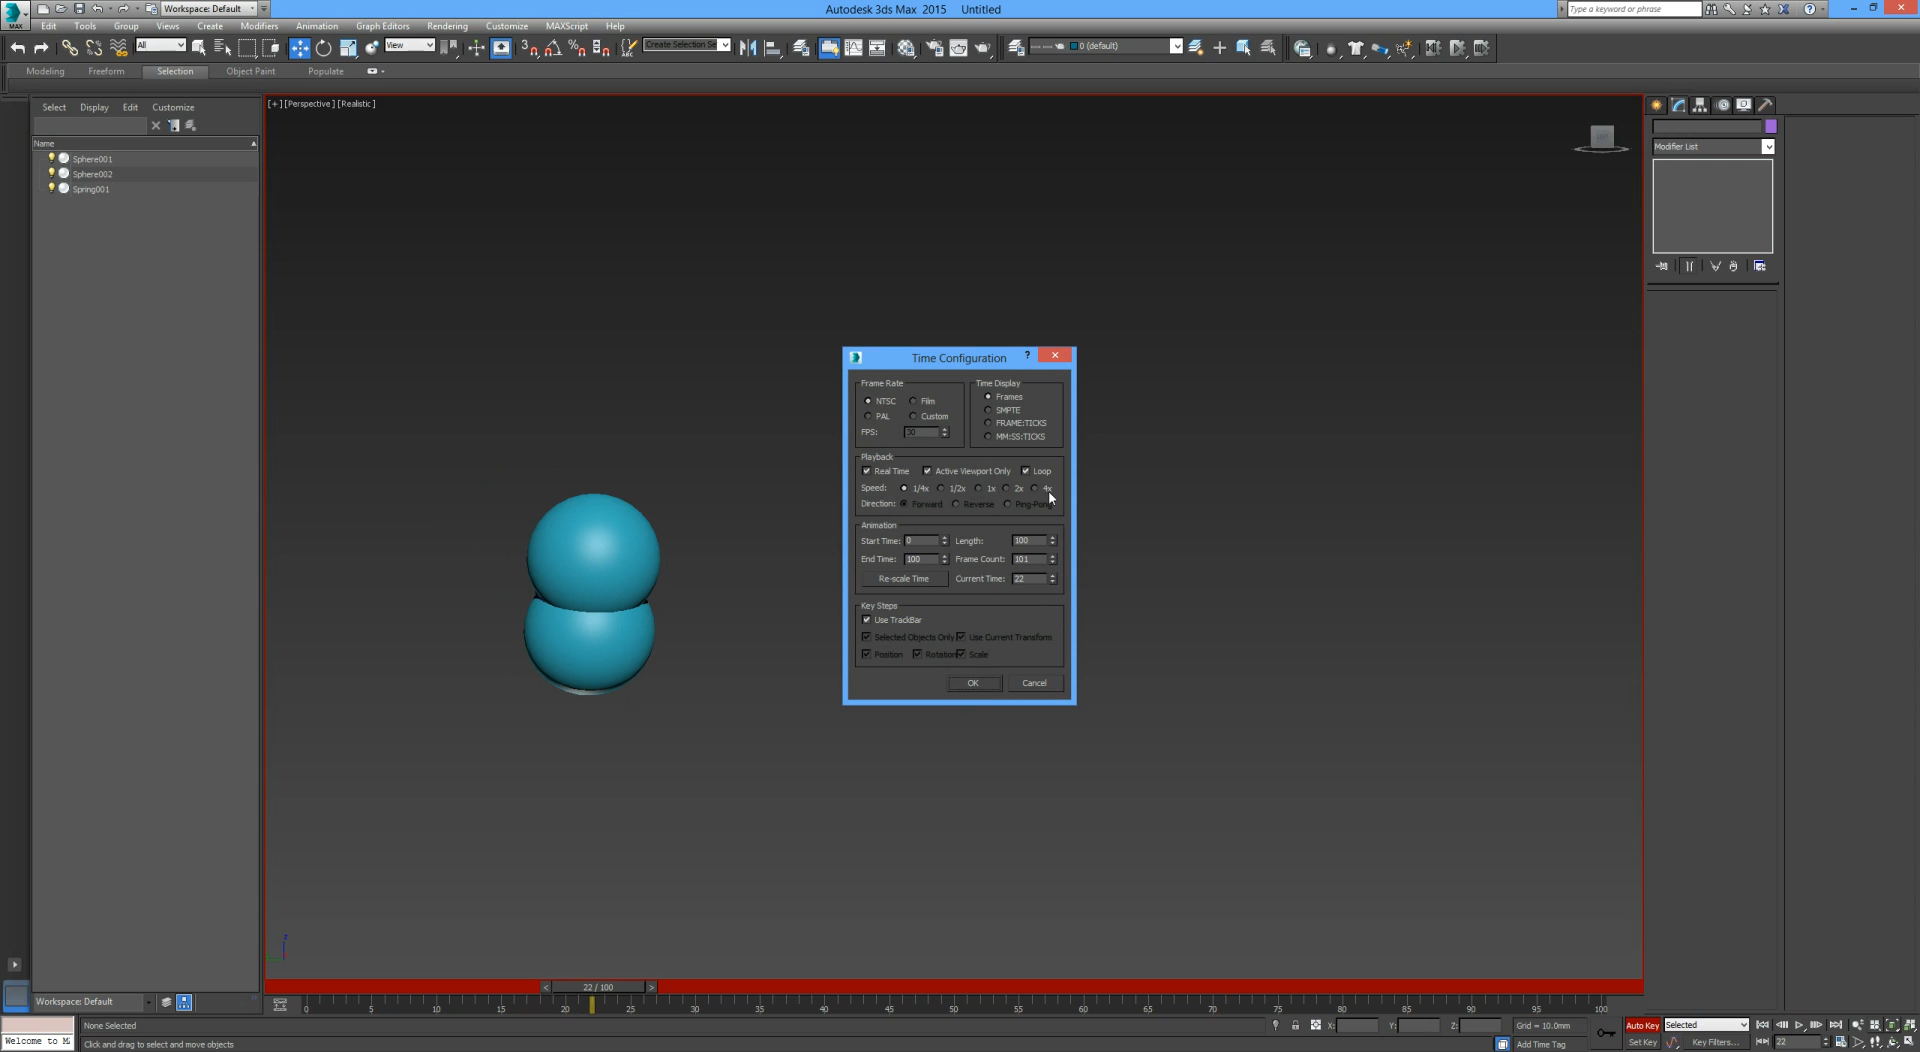 Workspace: Default
Autodesk 3ds Max 2015 Untitled
Type a keyword or phrase
MAX
Edit Tools Group Views Create Modifiers Animation Graph Editors Rendering Customize MAXScript Help
All
View
Create Selection Se
0 (default)
Modeling Freeform Selection Object Paint Populate
Select Display Edit Customize
[+] [Perspective] [Realistic]
Name
Sphere001
Sphere002
Spring001
Modifier List
Time Configuration
Frame Rate
Time Display
NTSC Film
Frames
PAL Custom
SMPTE
FPS: 30
FRAME:TICKS
MM:SS:TICKS
Playback
Real Time Active Viewport Only Loop
Speed: 1/4x 1/2x 1x 2x 4x
Direction: Forward Reverse Ping-Pong
Animation
Start Time: 0 Length: 100
End Time: 100 Frame Count: 101
Re-scale Time Current Time: 22
Key Steps
Use TrackBar
Selected Objects Only Use Current Transform
Position Rotation Scale
OK Cancel
z
< 22 / 100 >
Workspace: Default
0 5 10 15 20 25 30 35 40 45 50 55 60 65 70 75 80 85 90 95 100
None Selected
X: Y: Z: Grid = 10.0mm
Auto Key Selected
Welcome to M
Click and drag to select and move objects
Add Time Tag
Set Key Key Filters... 22